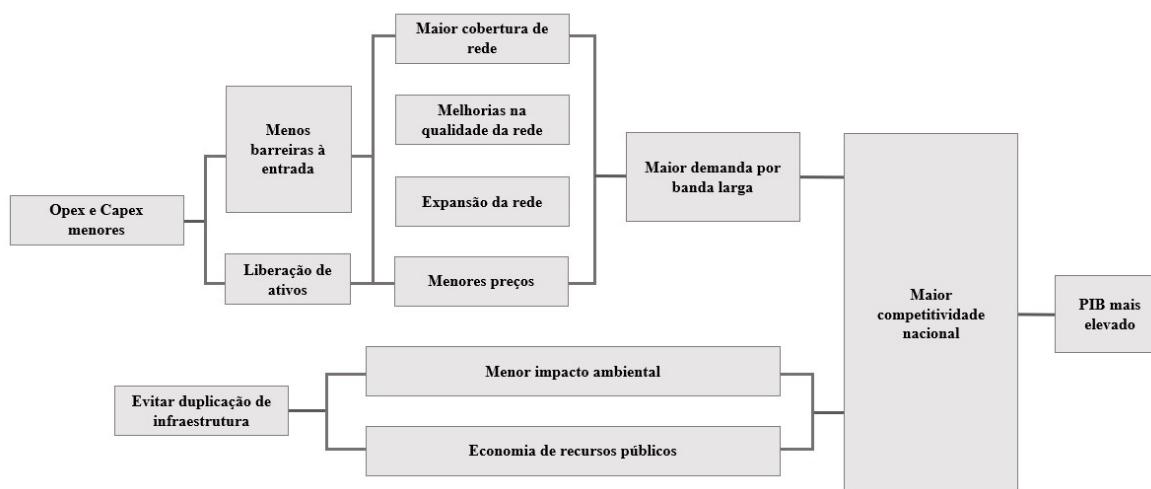 Opex e Capex
menores
Menos
barreiras à
entrada
Liberação de
ativos
Maior cobertura de
rede
Melhorias na
qualidade da rede
Expansão da rede
Menores preços
Maior demanda por
banda larga
Evitar duplicação de
infraestrutura
Menor impacto ambiental
Economia de recursos públicos
Maior
competitividade
nacional
PIB mais
elevado